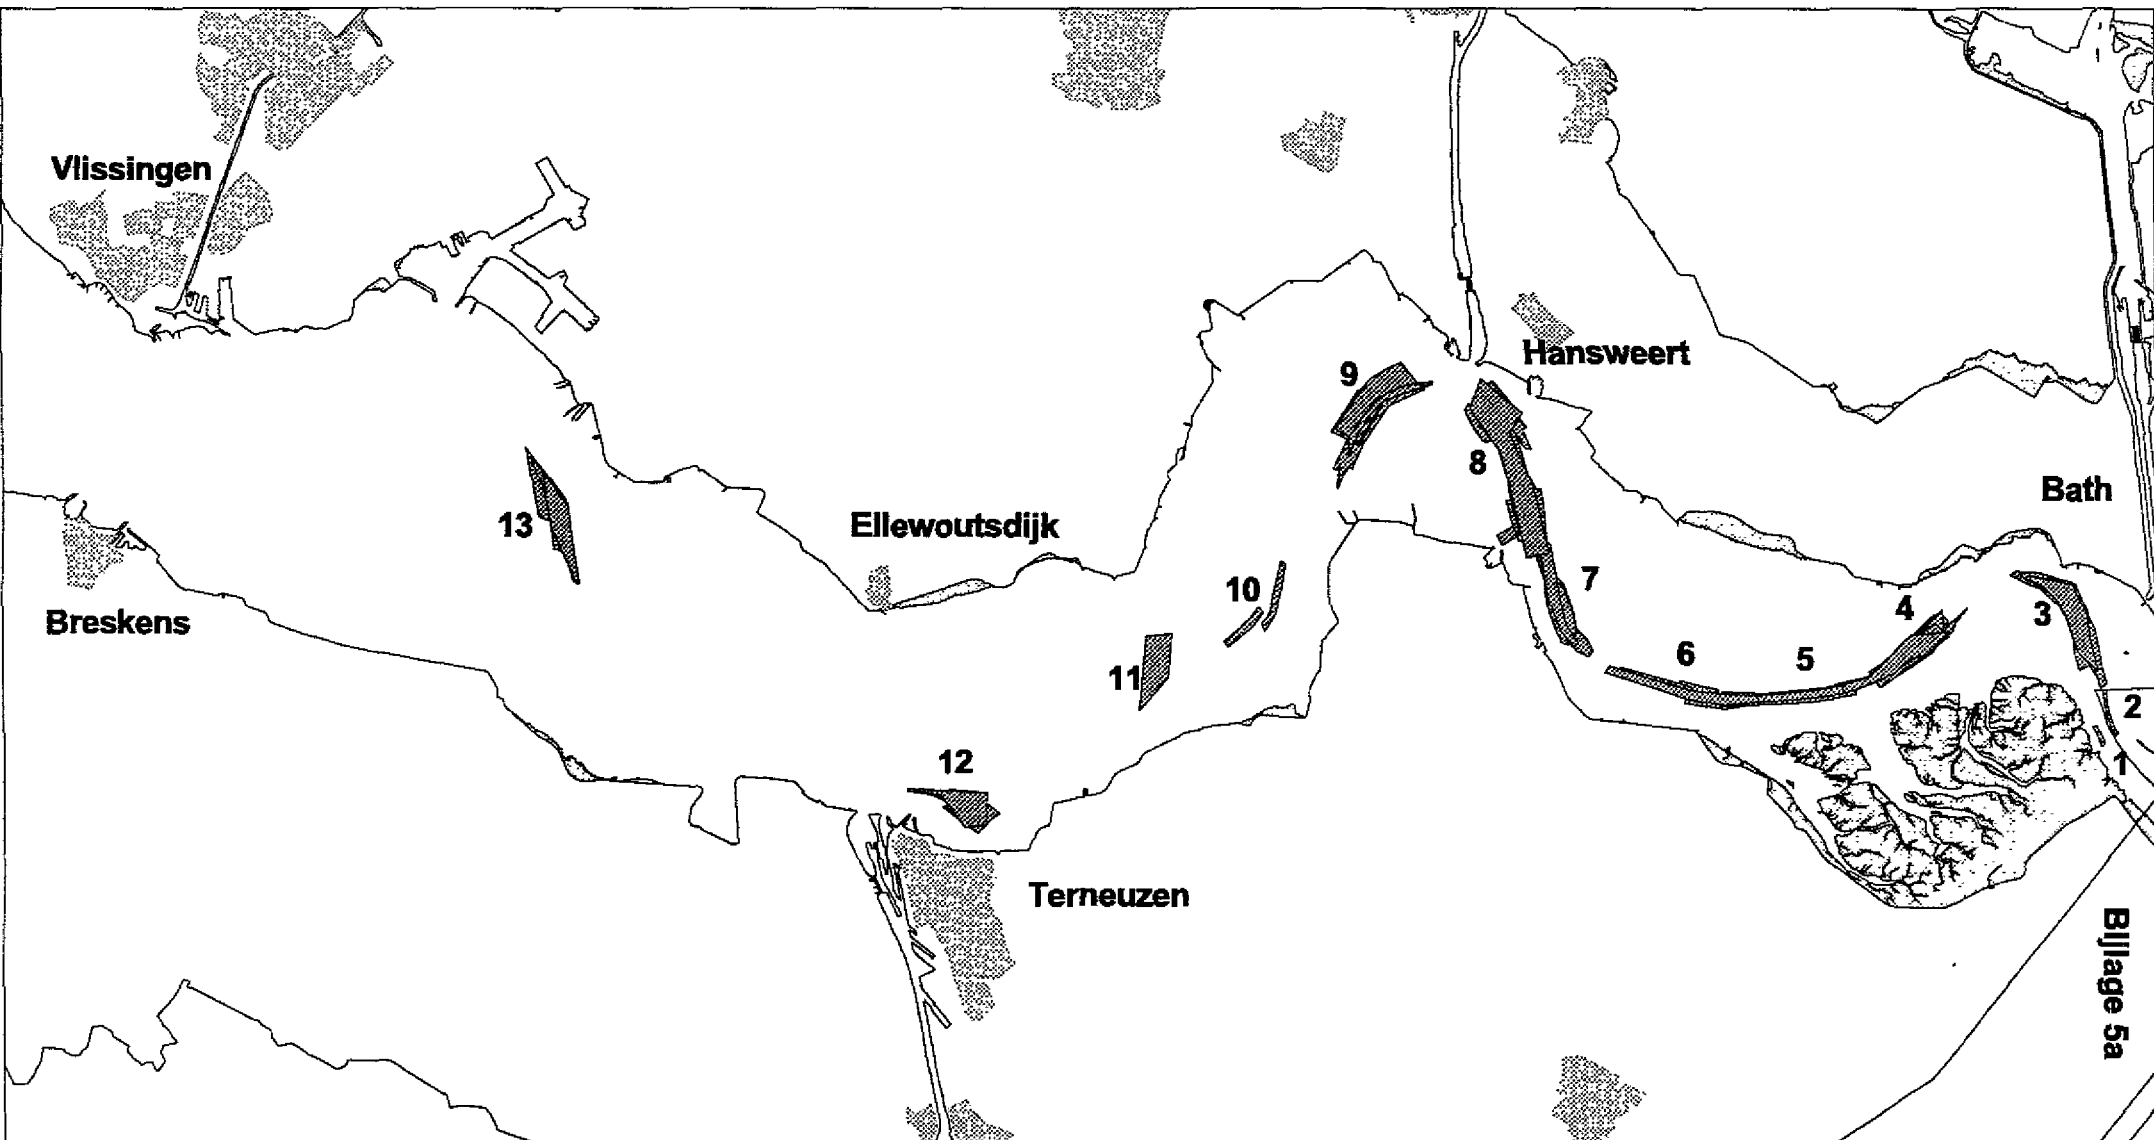 Vlissingen
9
Hansweert
8
Bath
13
Ellewoutsdijk
10
7
4
3
Breskens
6
5
11
2
12
1
Terneuzen
Bijlage 5a